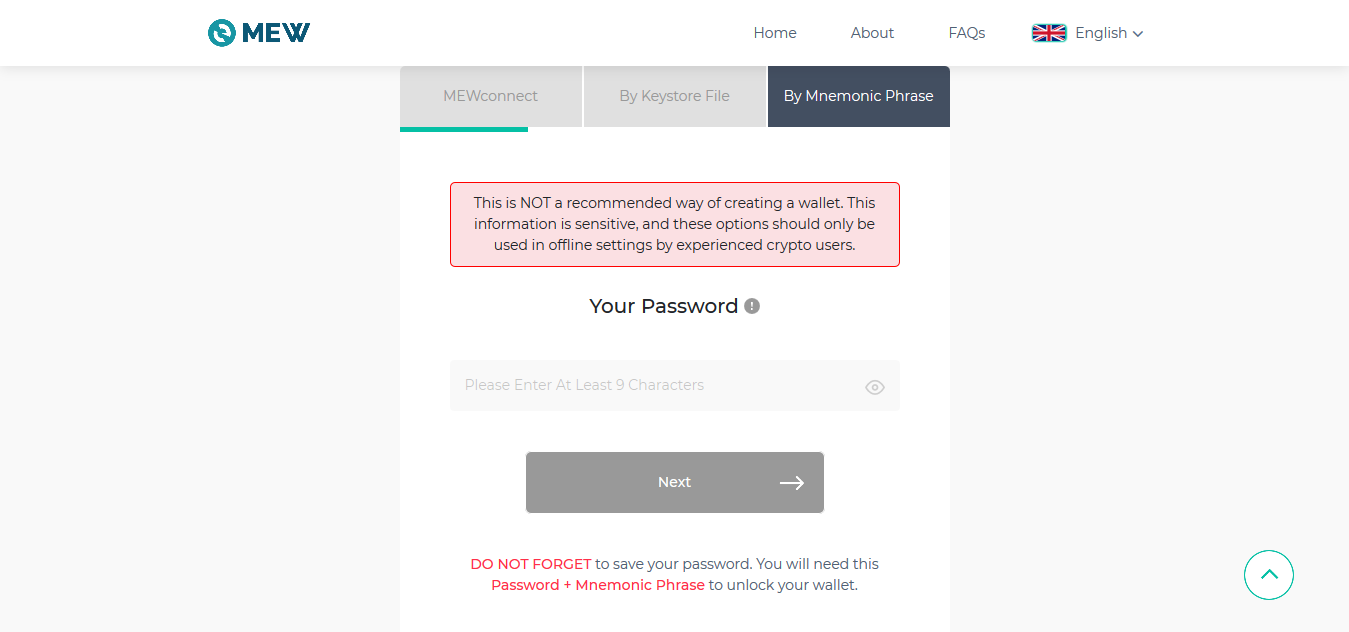 MEW
Home
About
FAQs
English
MEWconnect
By Keystore File
By Mnemonic Phrase
This is NOT a recommended way of creating a wallet. This
information is sensitive, and these options should only be
used in offline settings by experienced crypto users.
Your Password
Please Enter At Least 9 Characters
Next
DO NOT FORGET to save your password. You will need this
Password + Mnemonic Phrase to unlock your wallet.